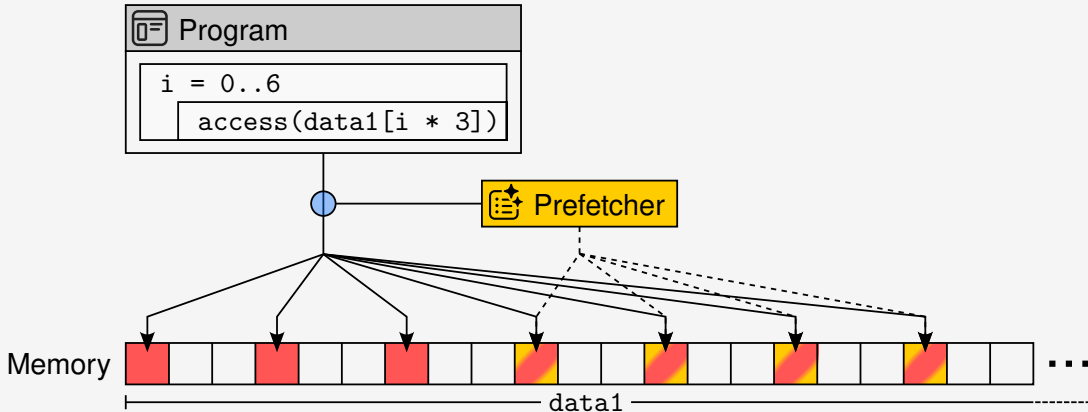 Program
i = 0..6
access(data1[i * 3])
Prefetcher
Memory
...
data1